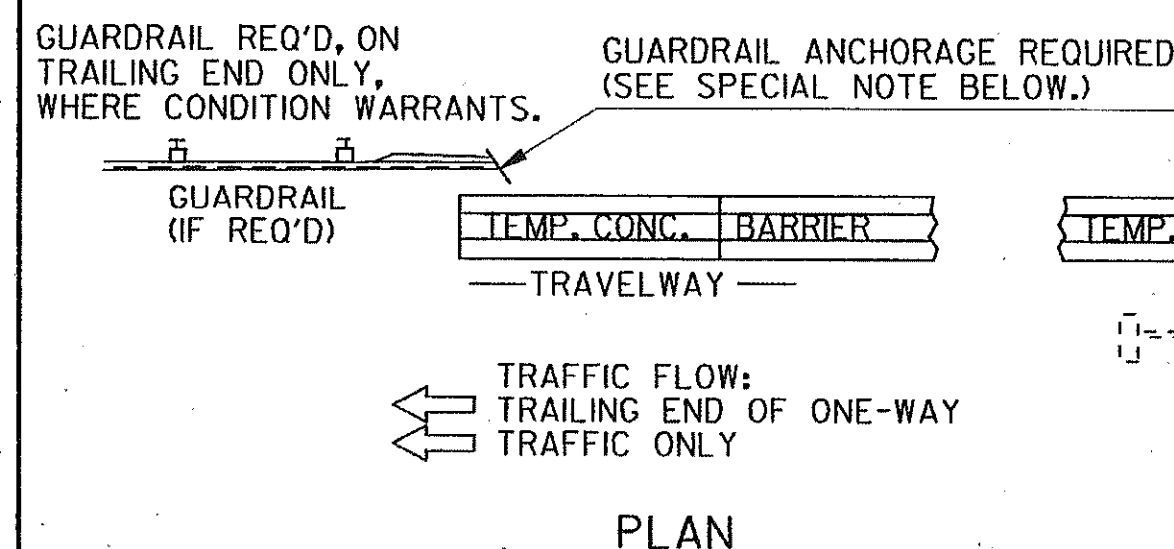 GUARDRAIL REQ'D, ON
TRAILING END ONLY,
WHERE CONDITION WARRANTS.
GUARDRAIL ANCHORAGE REQUIRED
(SEE SPECIAL NOTE BELOW.)
GUARDRAIL
(IF REQ'D)
TEMP. CONC. BARRIER
TEMP.
TRAVELWAY
TRAFFIC FLOW:
TRAILING END OF ONE-WAY
TRAFFIC ONLY
PLAN